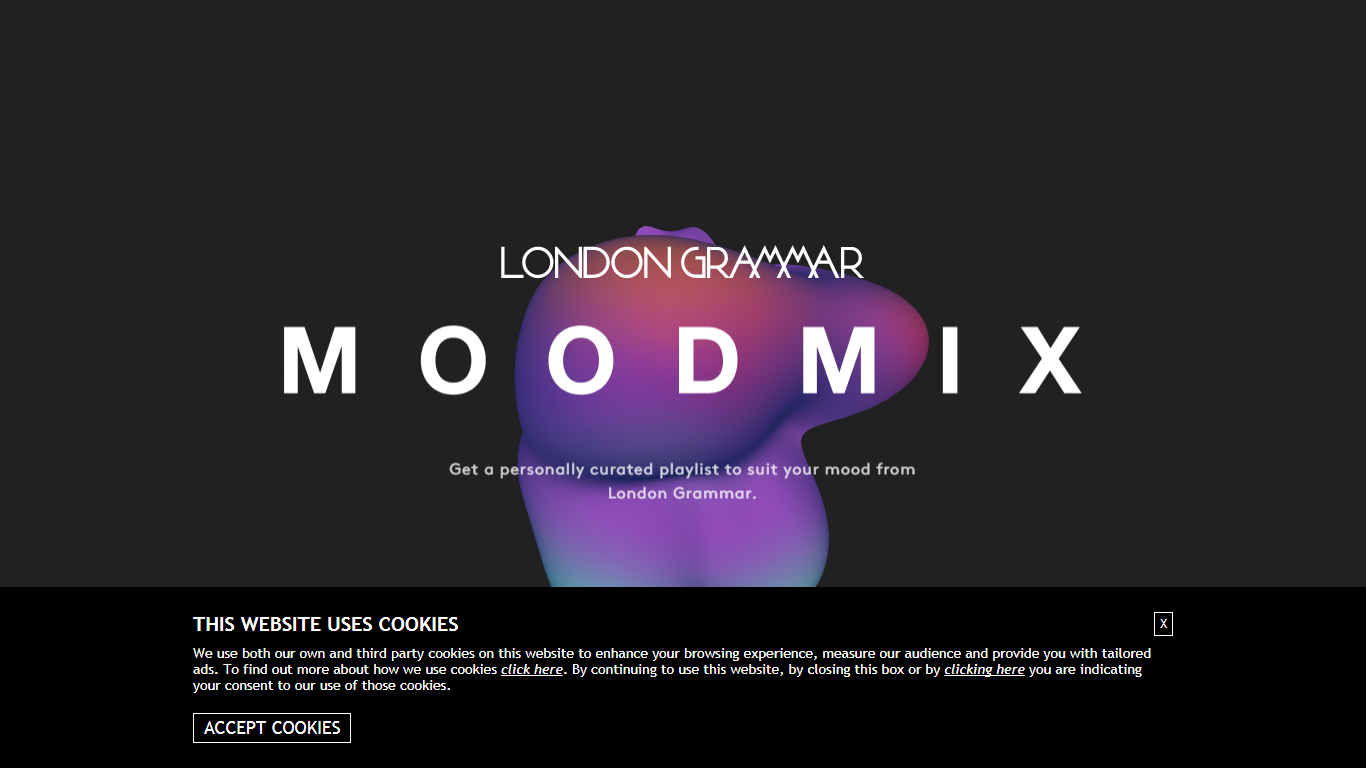 LONDON GRAMMAR
MOODMIX
Get a personally curated playlist to suit your mood from
London Grammar.
THIS WEBSITE USES COOKIES
X
We use both our own and third party cookies on this website to enhance your browsing experience, measure our audience and provide you with tailored
ads. To find out more about how we use cookies click here. By continuing to use this website, by closing this box or by clicking here you are indicating
your consent to our use of those cookies.
ACCEPT COOKIES